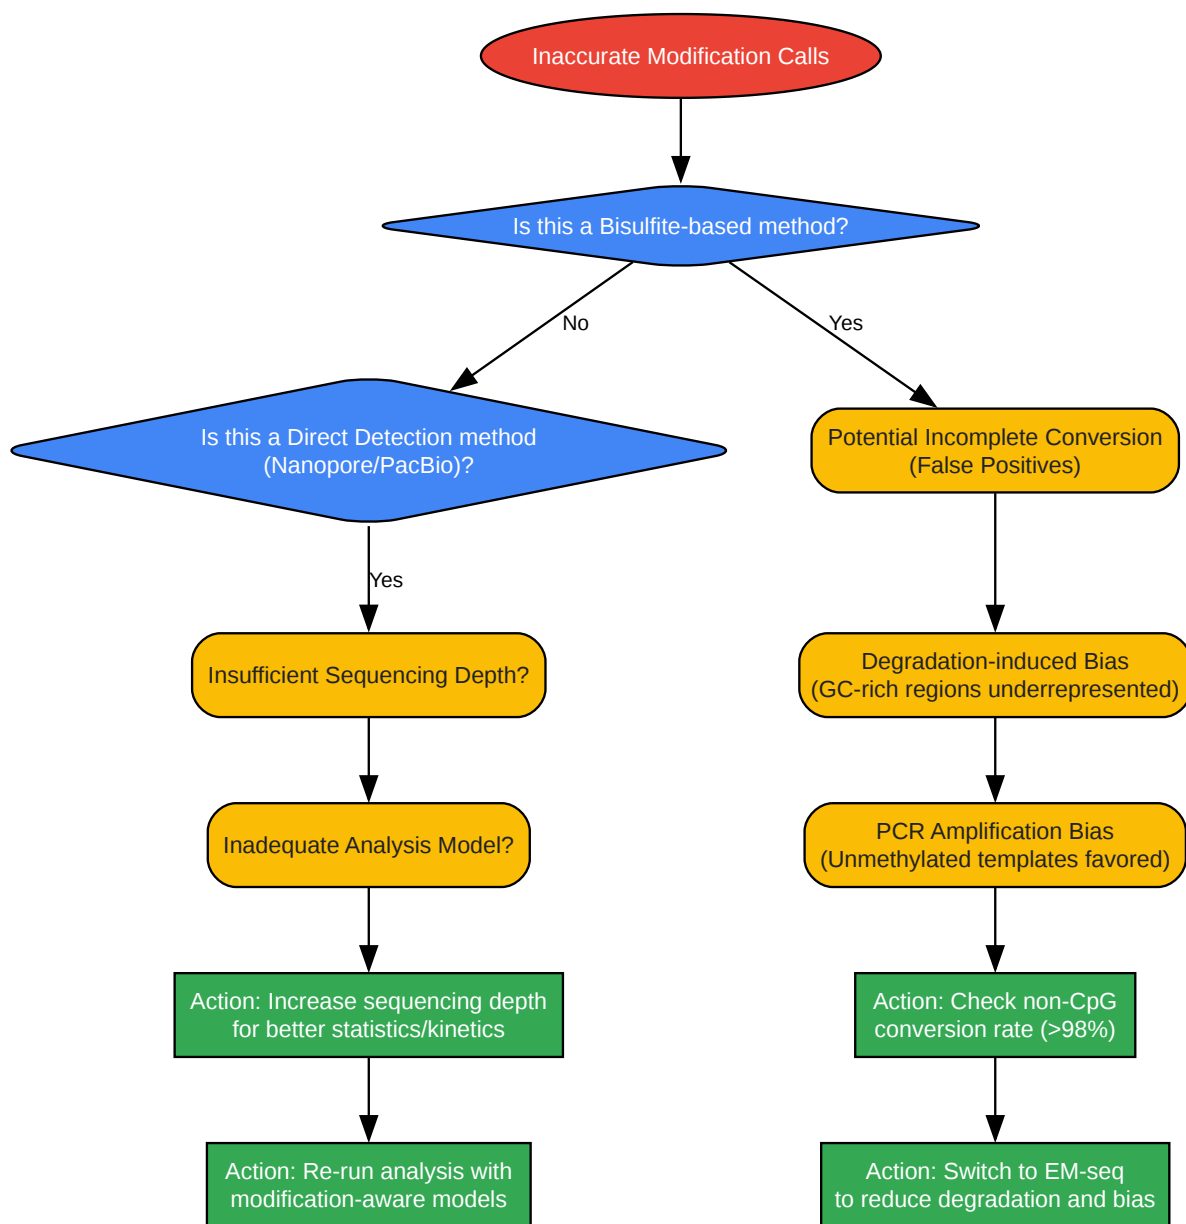 Inaccurate Modification Calls
Is this a Bisulfite-based method?
No
Yes
Is this a Direct Detection method
(Nanopore/PacBio)?
Potential Incomplete Conversion
(False Positives)
Yes
Insufficient Sequencing Depth?
Degradation-induced Bias
(GC-rich regions underrepresented)
Inadequate Analysis Model?
PCR Amplification Bias
(Unmethylated templates favored)
Action: Increase sequencing depth
for better statistics/kinetics
Action: Check non-CpG
conversion rate (>98%)
Action: Re-run analysis with
modification-aware models
Action: Switch to EM-seq
to reduce degradation and bias